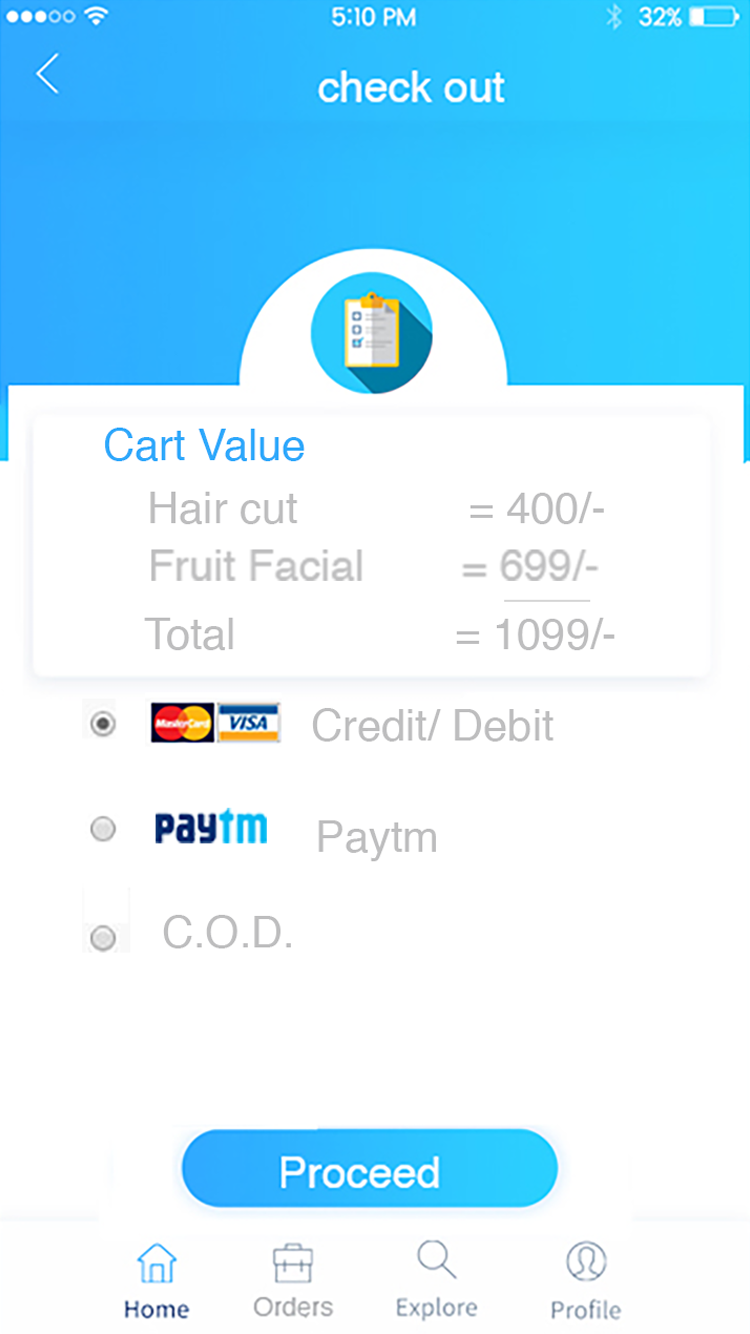 5:10 PM 32%
check out
Cart Value
Hair cut = 400/-
Fruit Facial = 699/-
Total = 1099/-
MasterCard VISA Credit/ Debit
paytm Paytm
C.O.D.
Proceed
Home Orders Explore Profile